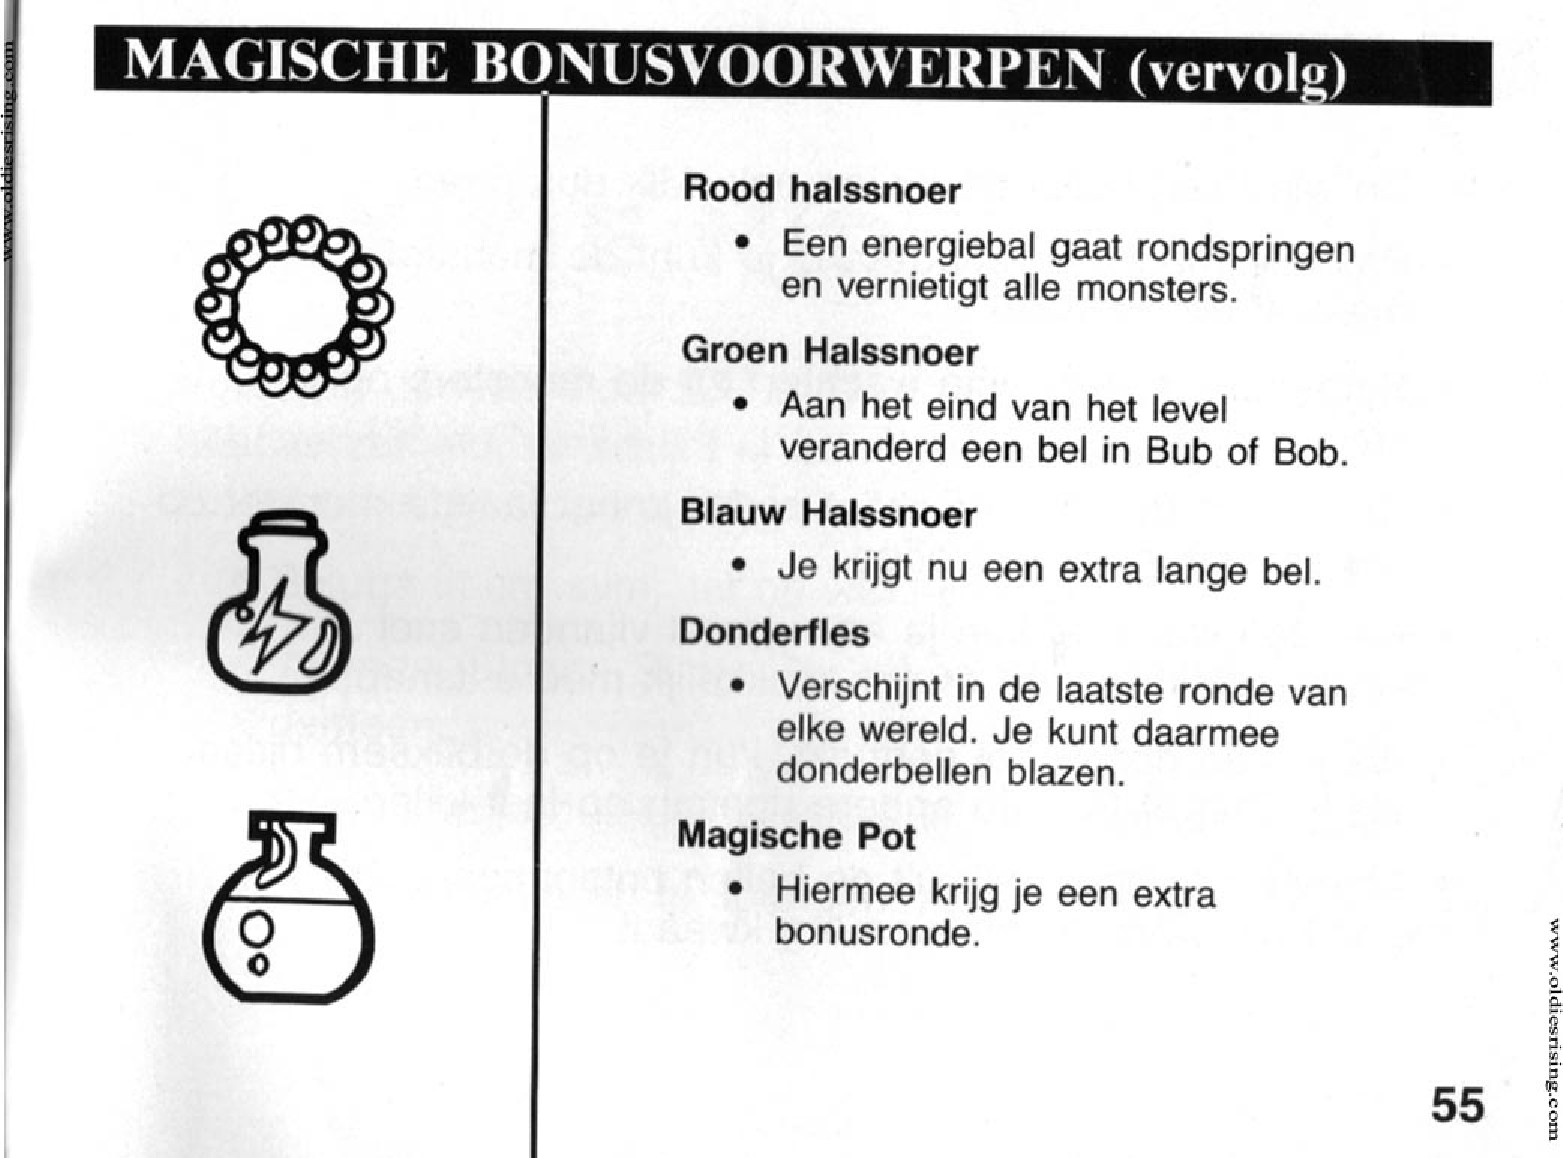 MAGISCHE BONUSVOORWERPEN (vervolg)
Rood halssnoer
• Een energiebal gaat rondspringen
en vernietigt alle monsters.
Groen Halssnoer
• Aan het eind van het level
veranderd een bel in Bub of Bob.
Blauw Halssnoer
• Je krijgt nu een extra lange bel.
Donderfles
• Verschijnt in de laatste ronde van
elke wereld. Je kunt daarmee
donderbellen blazen.
Magische Pot
• Hiermee krijg je een extra
bonusronde.
55
www.oldiesrising.com
www.oldiesrising.com